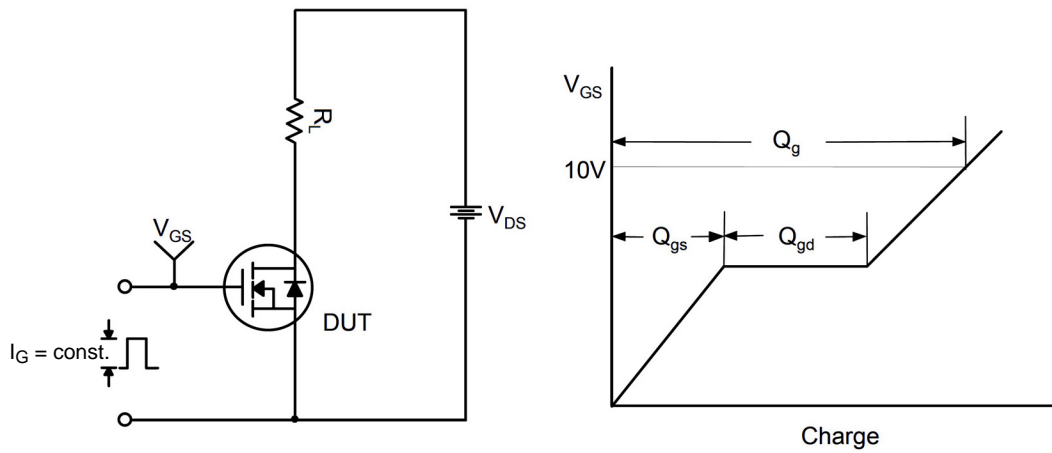 R_L
V_DS
V_GS
DUT
I_G = const.
V_GS
Q_g
10V
Q_gs
Q_gd
Charge